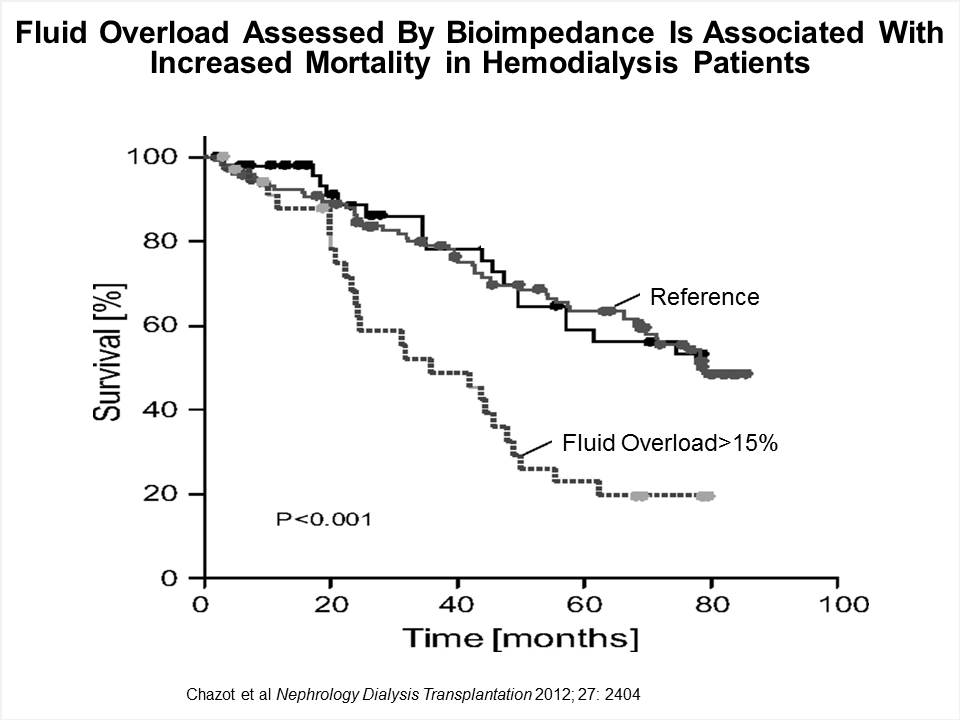 Fluid Overload Assessed By Bioimpedance Is Associated With
Increased Mortality in Hemodialysis Patients
100
80
60
40
20
0
Survival [%]
Reference
Fluid Overload>15%
P<0.001
0 20 40 60 80 100
Time [months]
Chazot et al Nephrology Dialysis Transplantation 2012; 27: 2404